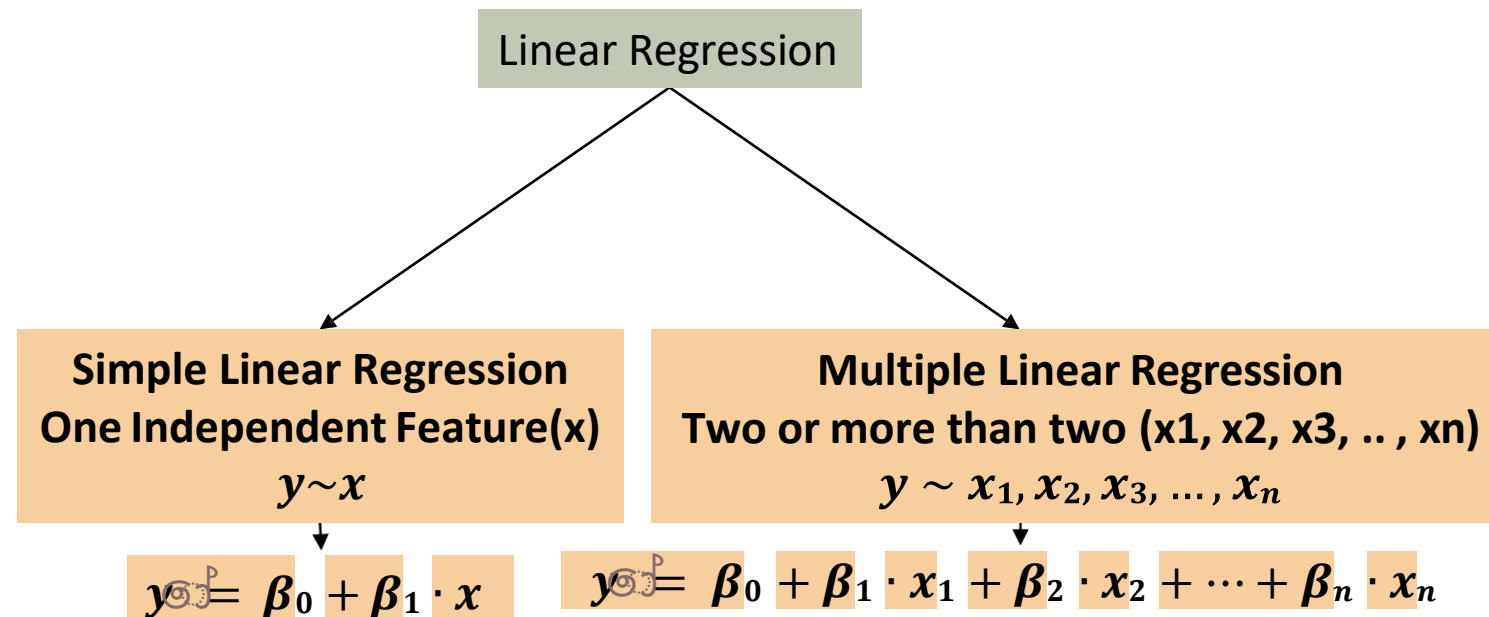 Linear Regression
Simple Linear Regression
One Independent Feature(x)
y~x
Multiple Linear Regression
Two or more than two (x1, x2, x3, .. , xn)
y ~ x₁, x₂, x₃, … , xₙ
y = β₀ + β₁ · x
y = β₀ + β₁ · x₁ + β₂ · x₂ + ⋯ + βₙ · xₙ